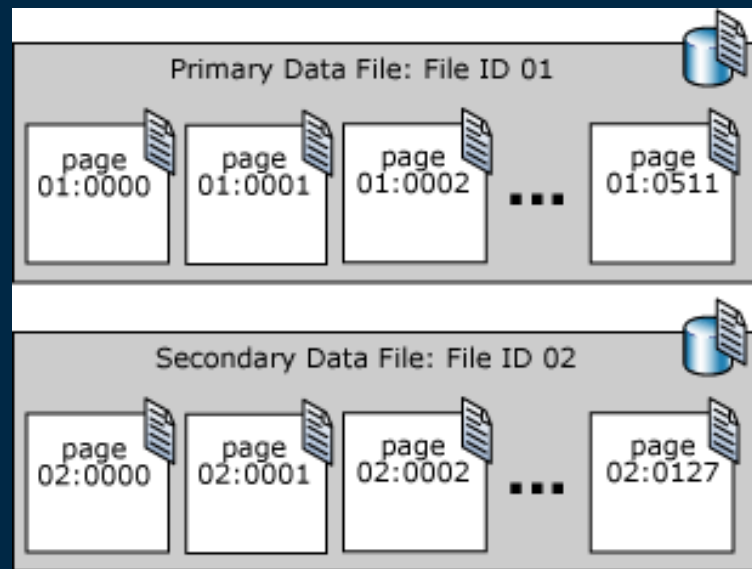 Primary Data File: File ID 01
page
01:0000
page
01:0001
page
01:0002
...
page
01:0511
Secondary Data File: File ID 02
page
02:0000
page
02:0001
page
02:0002
...
page
02:0127